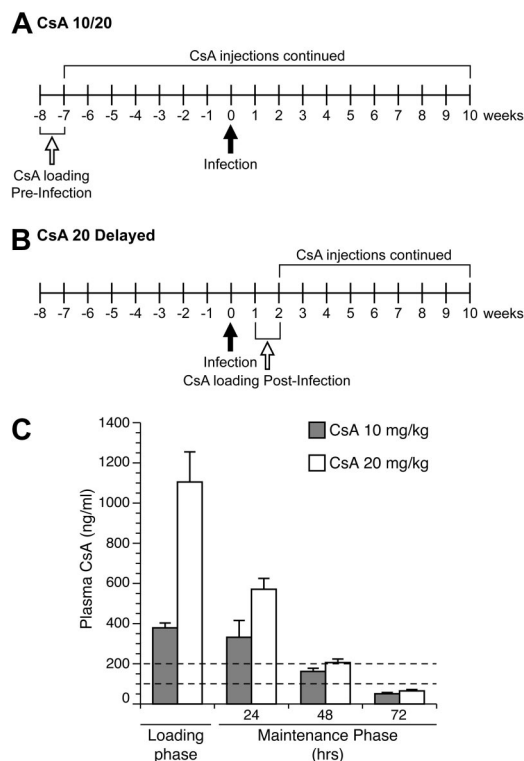 A CsA 10/20
CsA injections continued
-8 -7 -6 -5 -4 -3 -2 -1 0 1 2 3 4 5 6 7 8 9 10 weeks
CsA loading
Pre-Infection
Infection
B CsA 20 Delayed
CsA injections continued
-8 -7 -6 -5 -4 -3 -2 -1 0 1 2 3 4 5 6 7 8 9 10 weeks
Infection
CsA loading Post-Infection
C
Plasma CsA (ng/ml)
1400
1200
1000
800
600
400
200
0
CsA 10 mg/kg
CsA 20 mg/kg
24 48 72
Loading
phase
Maintenance Phase
(hrs)